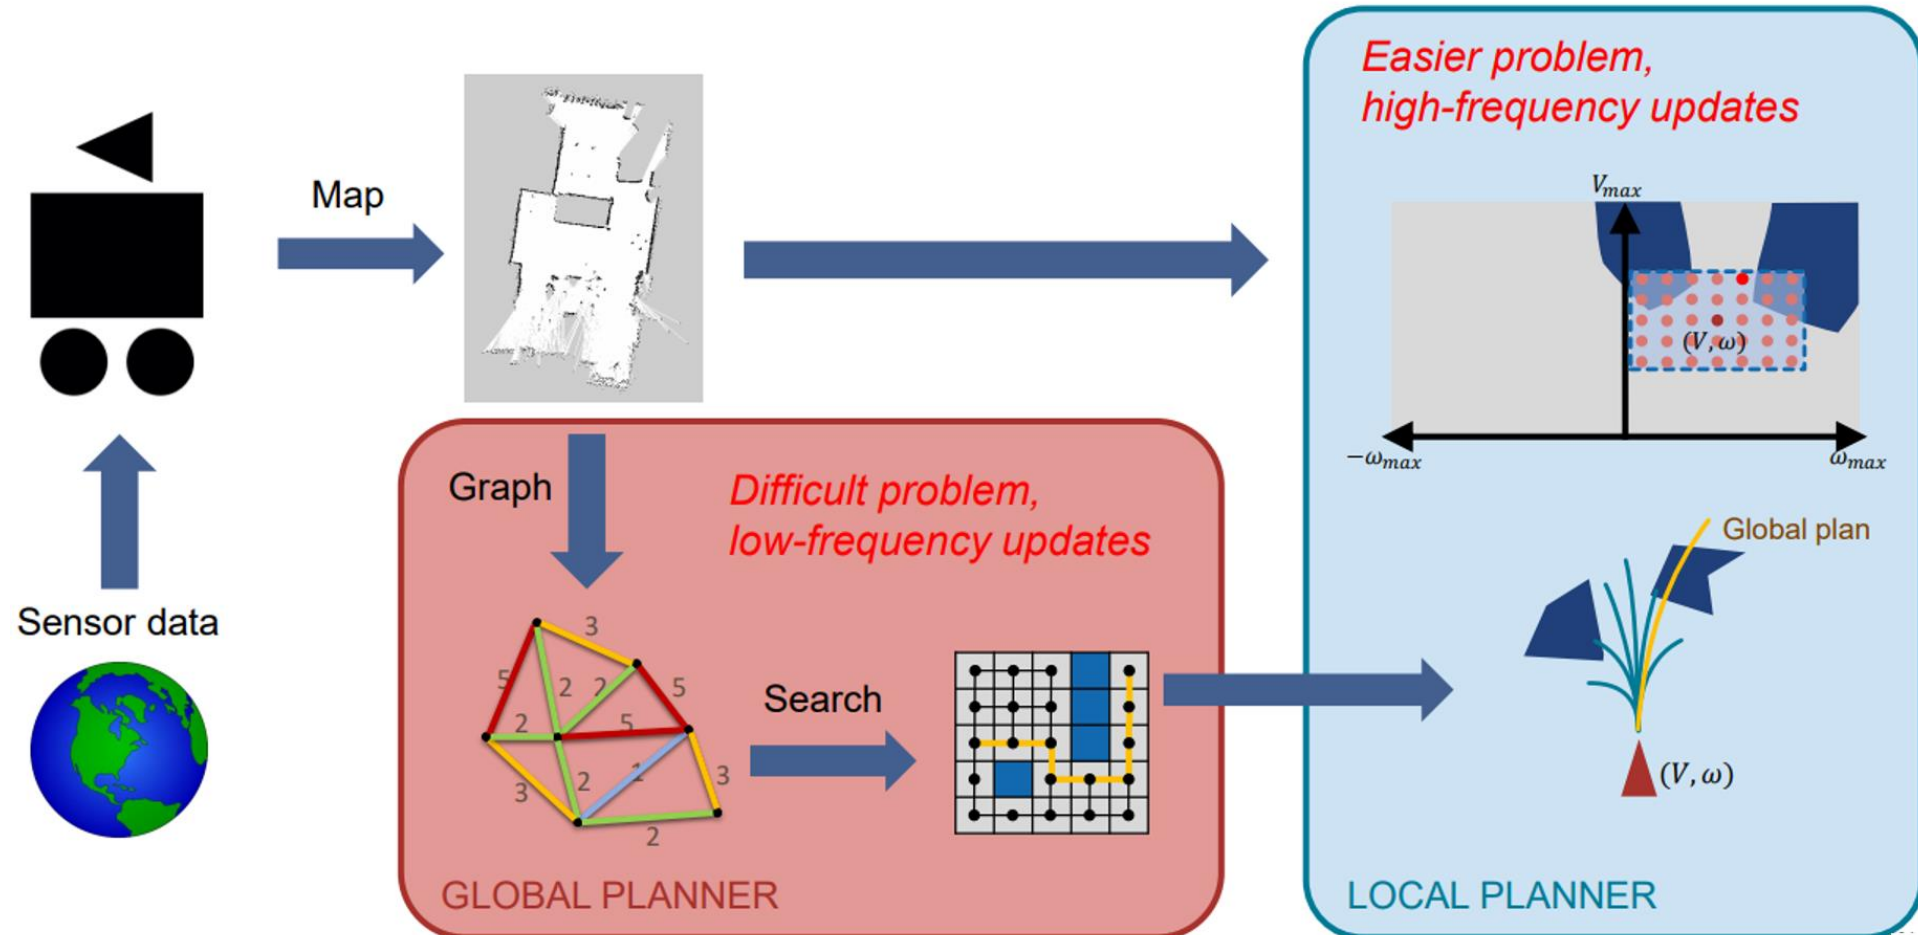 Map
Sensor data
Graph
Difficult problem,
low-frequency updates
3
5
2
2
5
2
5
3
2
1
3
2
Search
GLOBAL PLANNER
Easier problem,
high-frequency updates
V_max
(V, ω)
−ω_max
ω_max
Global plan
(V, ω)
LOCAL PLANNER